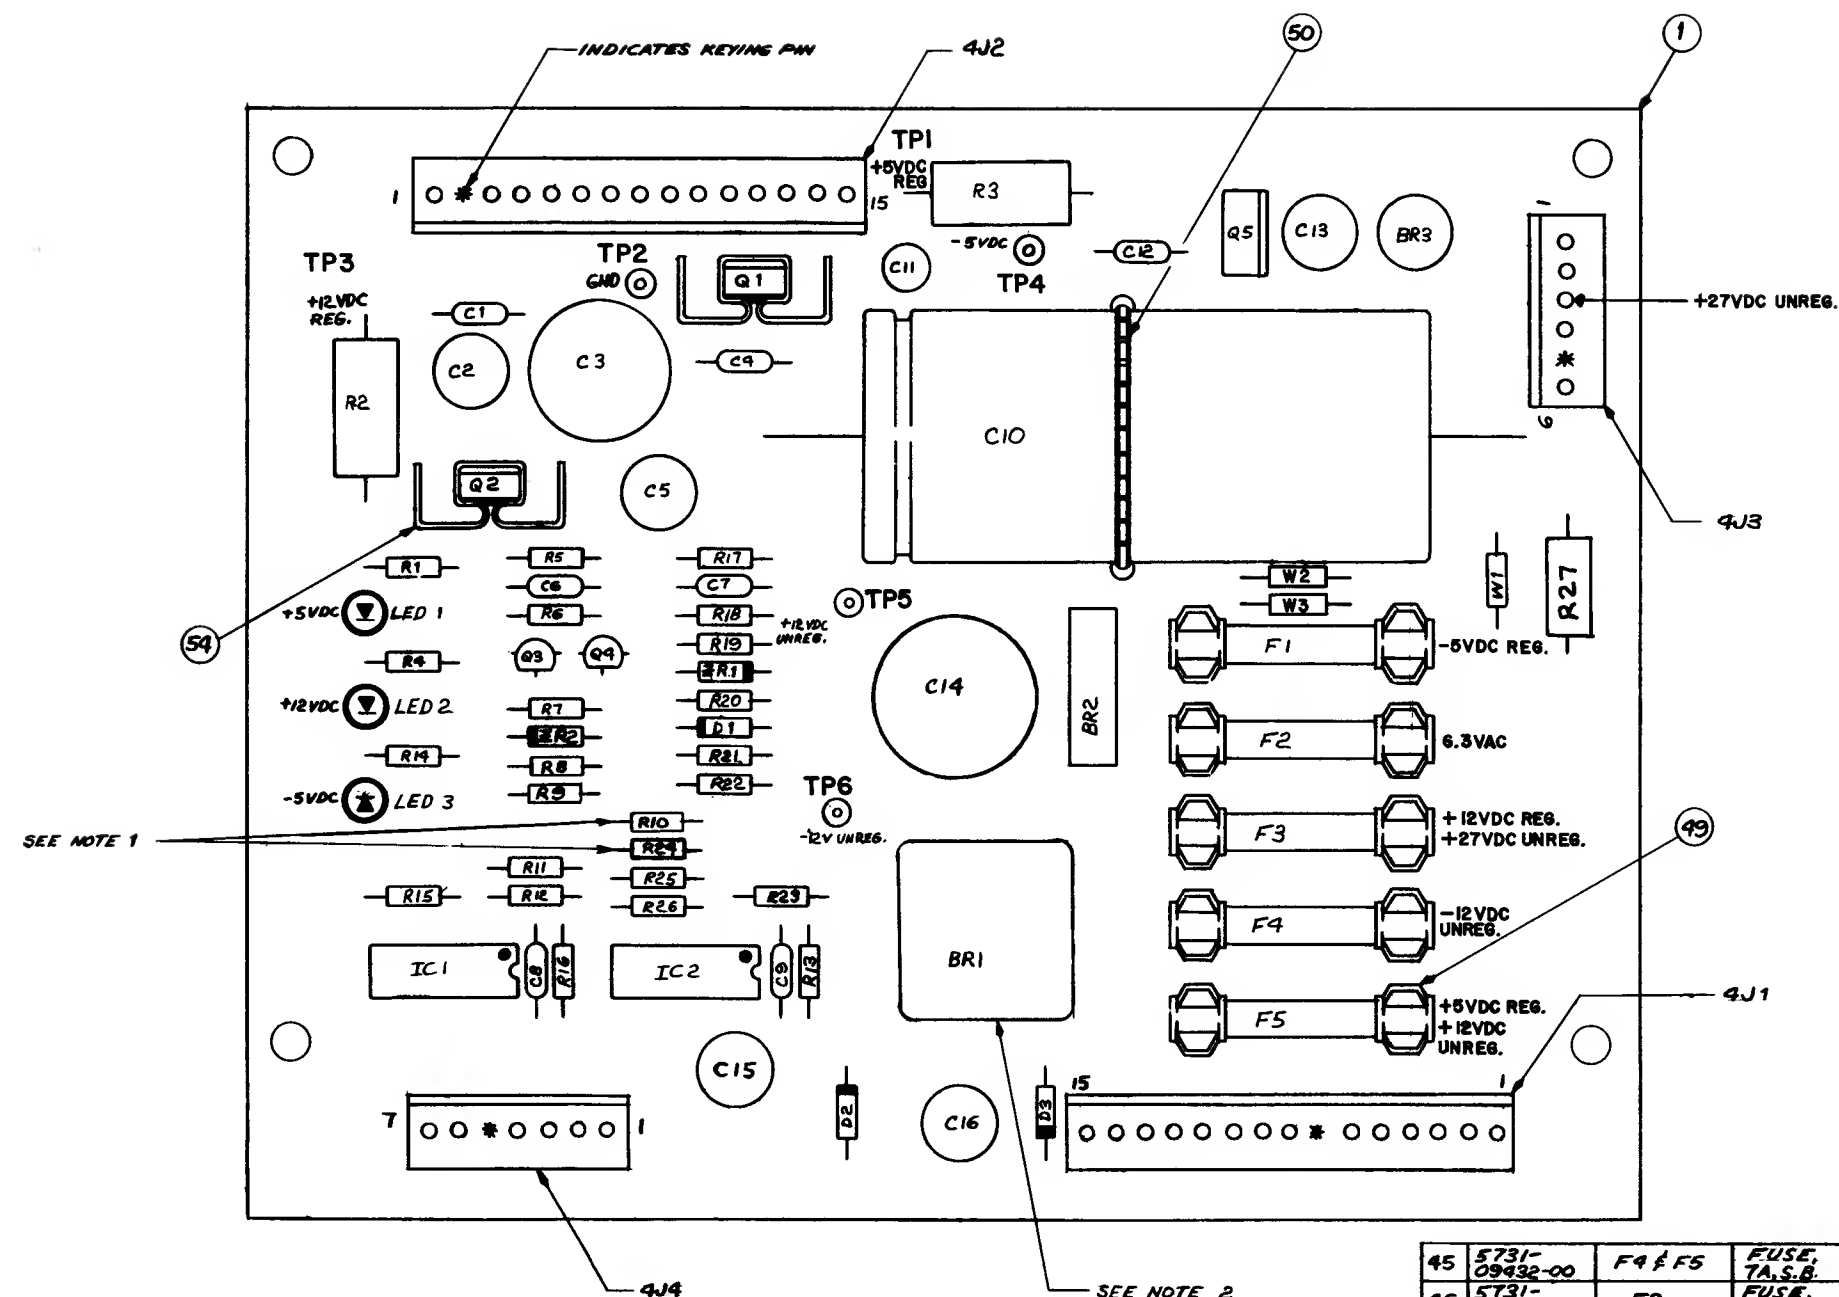 INDICATES KEYING PIN
4J2
50
1
TP1
+5VDC
REG
1
15
R3
-5VDC
TP4
C11
C12
Q5
C13
BR3
1
6
+27VDC UNREG.
4J3
TP3
+12VDC
REG.
TP2
GND
Q1
C1
C2
C3
C4
R2
Q2
C5
C10
54
R1
+5VDC
LED 1
R4
+12VDC
LED 2
R14
-5VDC
LED 3
R5
C6
R6
Q3
Q4
R7
ZR2
R8
R9
R17
C7
R18
R19
ZR1
R20
D1
R21
R22
+12VDC
UNREG.
TP5
C14
BR2
W2
W3
W1
R27
F1
-5VDC REG.
F2
6.3VAC
F3
+12VDC REG.
+27VDC UNREG.
F4
-12VDC
UNREG.
F5
+5VDC REG.
+12VDC
UNREG.
49
4J1
TP6
-12V UNREG.
SEE NOTE 1
R10
R24
R25
R26
R11
R12
R15
R29
IC1
C8
R16
IC2
C9
R13
BR1
C15
D2
C16
D3
15
1
7
1
4J4
SEE NOTE 2
45
5731-
09432-00
F4 & F5
FUSE,
7A, S.B.
5731-
FUSE,